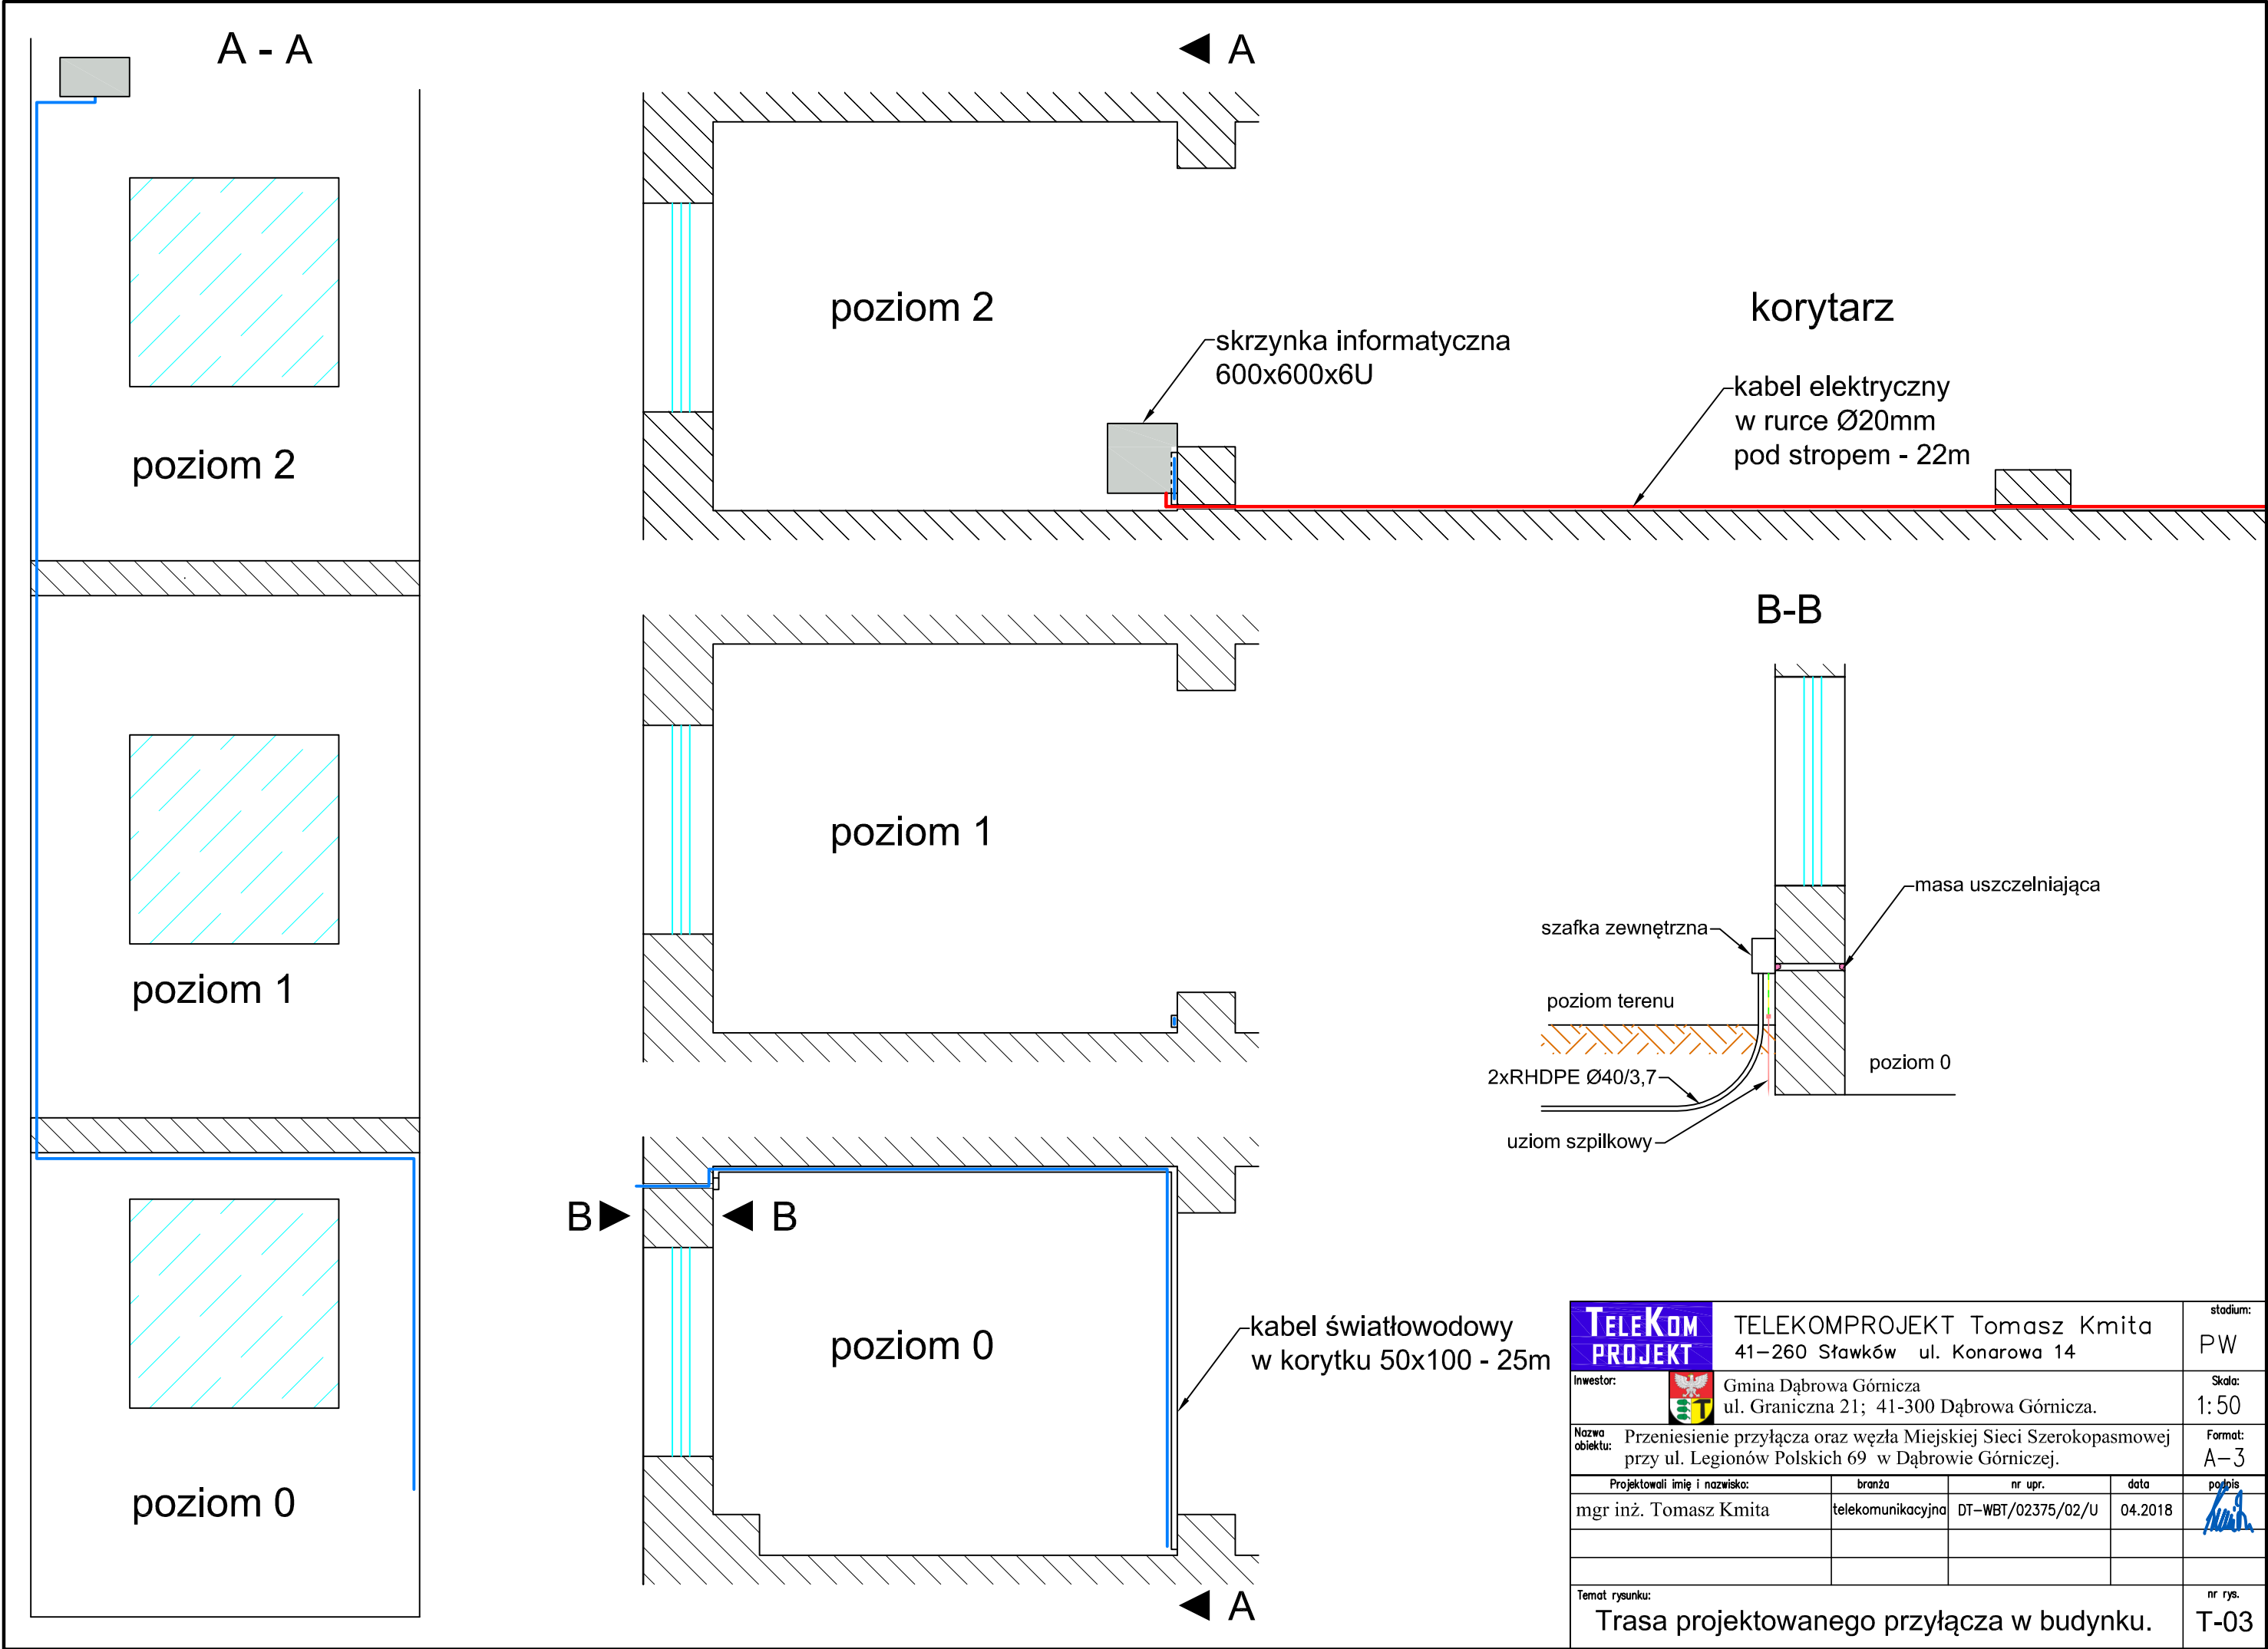 A - A
A
poziom 2
korytarz
skrzynka informatyczna
600x600x6U
kabel elektryczny
w rurce Ø20mm
pod stropem - 22m
poziom 2
B-B
poziom 1
masa uszczelniająca
szafka zewnętrzna
poziom 1
poziom terenu
poziom 0
2xRHDPE Ø40/3,7
uziom szpilkowy
B
B
kabel światłowodowy
w korytku 50x100 - 25m
poziom 0
poziom 0
A
TELEKOM
PROJEKT
TELEKOMPROJEKT Tomasz Kmita
41-260 Sławków ul. Konarowa 14
stadium:
PW
Inwestor:
T
Gmina Dąbrowa Górnicza
ul. Graniczna 21; 41-300 Dąbrowa Górnicza.
Skala:
1:50
Nazwa
obiektu:
Przeniesienie przyłącza oraz węzła Miejskiej Sieci Szerokopasmowej
przy ul. Legionów Polskich 69 w Dąbrowie Górniczej.
Format:
A-3
Projektowali imię i nazwisko: branża nr upr. data podpis
mgr inż. Tomasz Kmita telekomunikacyjna DT-WBT/02375/02/U 04.2018
Temat rysunku:
Trasa projektowanego przyłącza w budynku.
nr rys.
T-03